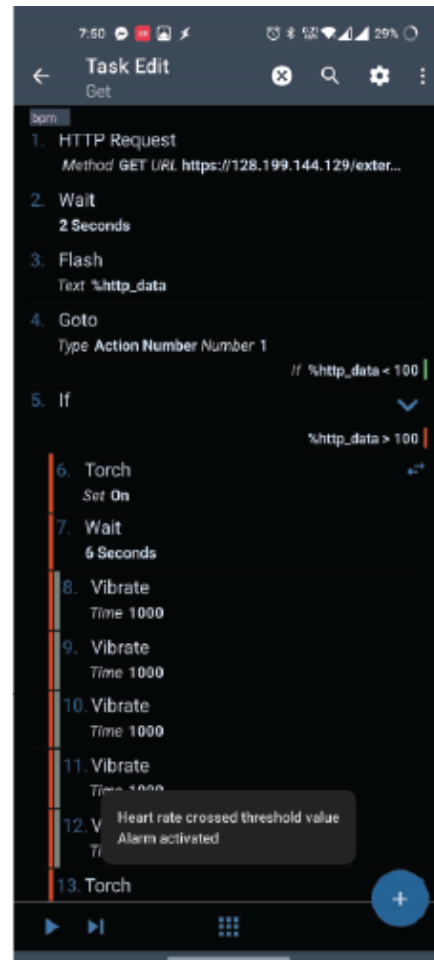 7:50
29%
Task Edit
Get
bpm
1. HTTP Request
Method GET URL https://128.199.144.129/exter...
2. Wait
2 Seconds
3. Flash
Text %http_data
4. Goto
Type Action Number Number 1
If %http_data < 100
5. If
%http_data > 100
6. Torch
Set On
7. Wait
6 Seconds
8. Vibrate
Time 1000
9. Vibrate
Time 1000
10. Vibrate
Time 1000
11. Vibrate
Time 1000
12. V
Heart rate crossed threshold value
Alarm activated
13. Torch